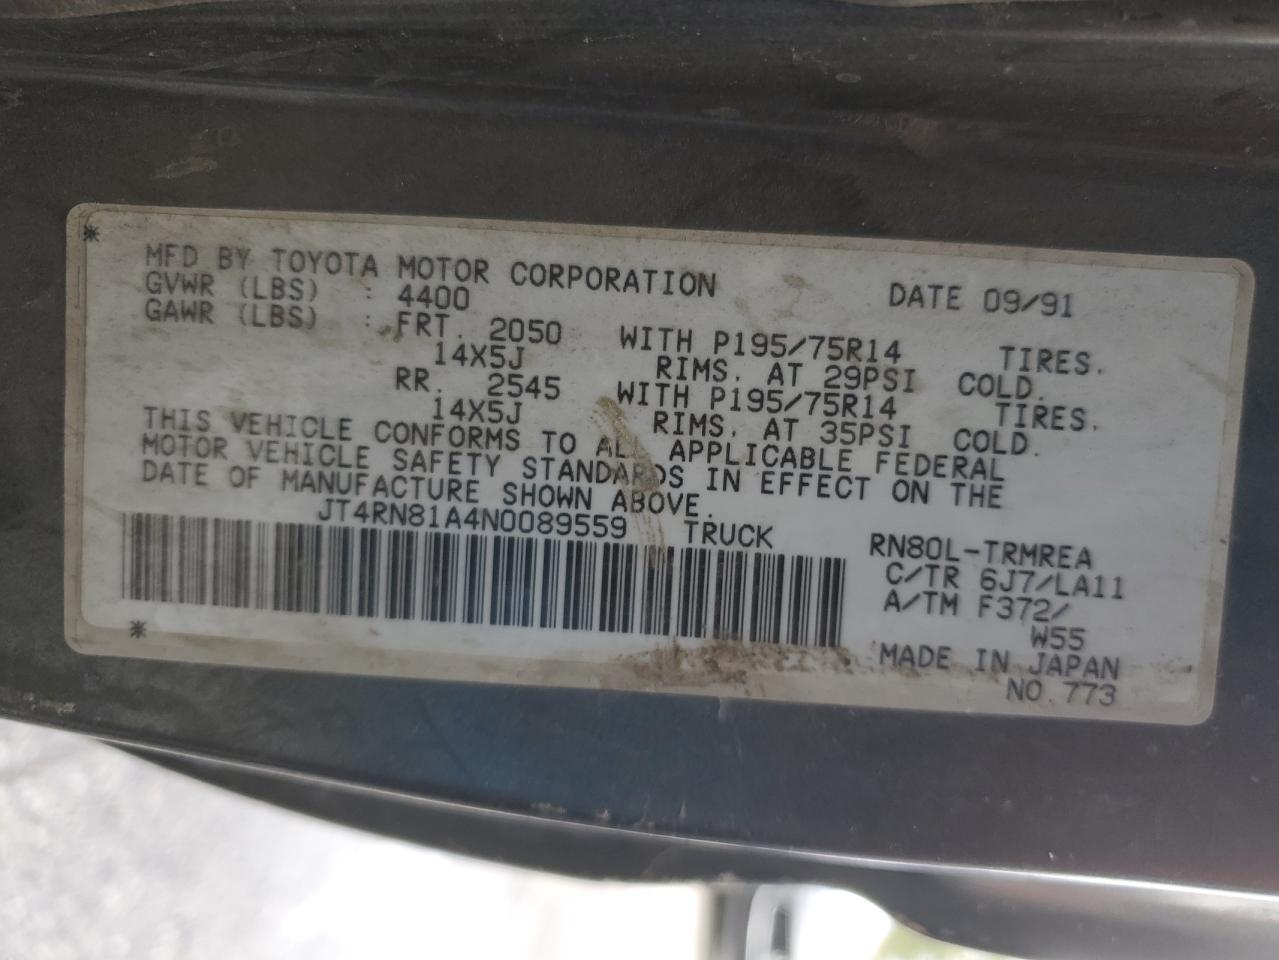 MFD BY TOYOTA MOTOR CORPORATION DATE 09/91
GVWR (LBS) : 4400
GAWR (LBS) : FRT. 2050 WITH P195/75R14 TIRES.
14X5J RIMS, AT 29PSI COLD.
RR. 2545 WITH P195/75R14 TIRES.
14X5J RIMS, AT 35PSI COLD.
THIS VEHICLE CONFORMS TO ALL APPLICABLE FEDERAL
MOTOR VEHICLE SAFETY STANDARDS IN EFFECT ON THE
DATE OF MANUFACTURE SHOWN ABOVE.
JT4RN81A4N0089559 TRUCK
RN80L-TRMREA
C/TR 6J7/LA11
A/TM F372/
W55
MADE IN JAPAN
NO.773